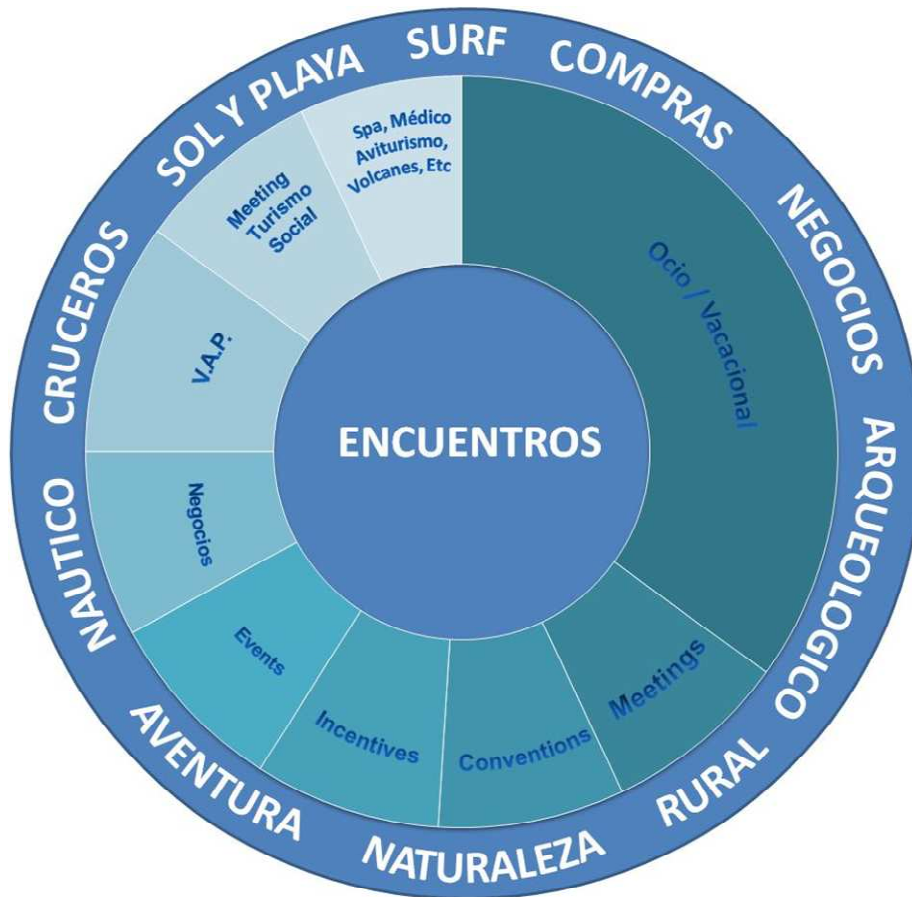 SURF
COMPRAS
NEGOCIOS
ARQUEOLOGICO
RURAL
NATURALEZA
AVENTURA
NAUTICO
CRUCEROS
SOL Y PLAYA
Ocio / Vacacional
Meetings
Conventions
Incentives
Events
Negocios
V.A.P.
Meeting
Turismo
Social
Spa, Médico
Aviturismo,
Volcanes, Etc
ENCUENTROS